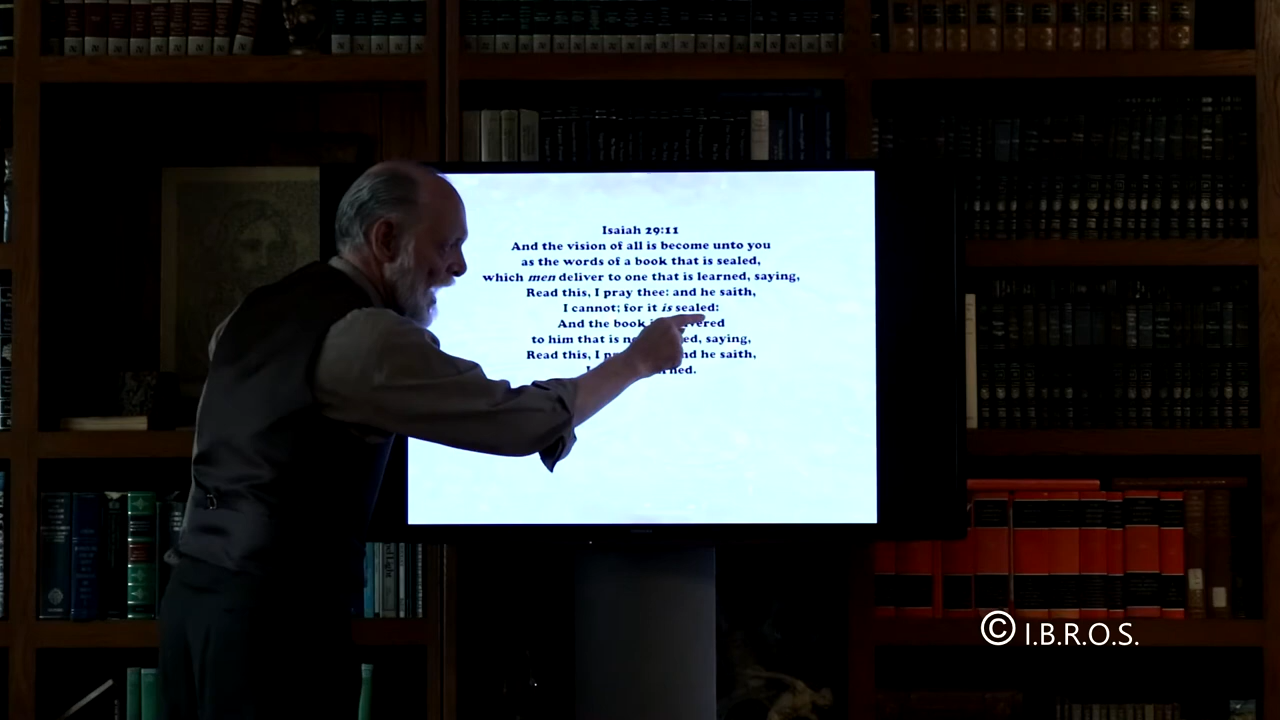 Isaiah 29:11
And the vision of all is become unto you
as the words of a book that is sealed,
which men deliver to one that is learned, saying,
Read this, I pray thee: and he saith,
I cannot; for it is sealed:
And the book
to him that is saying,
Read this, I and he saith,
I
© I.B.R.O.S.